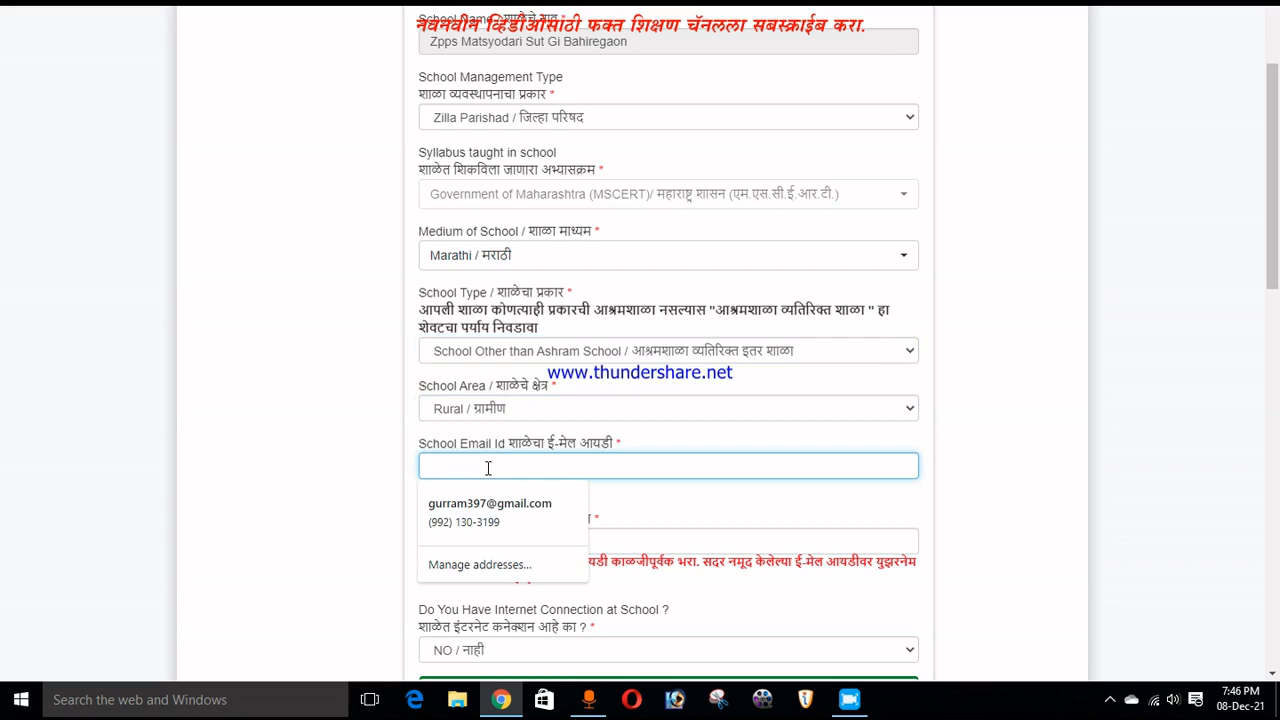 School Name / शाळेचे नाव *
नवनवीन व्हिडीओसाठी फक्त शिक्षण चॅनलला सबस्क्राईब करा.
Zpps Matsyodari Sut Gi Bahiregaon
School Management Type
शाळा व्यवस्थापनाचा प्रकार *
Zilla Parishad / जिल्हा परिषद
Syllabus taught in school
शाळेत शिकविला जाणारा अभ्यासक्रम *
Government of Maharashtra (MSCERT)/ महाराष्ट्र शासन (एम.एस.सी.ई.आर.टी.)
Medium of School / शाळा माध्यम *
Marathi / मराठी
School Type / शाळेचा प्रकार *
आपली शाळा कोणत्याही प्रकारची आश्रमशाळा नसल्यास "आश्रमशाळा व्यतिरिक्त शाळा " हा
शेवटचा पर्याय निवडावा
School Other than Ashram School / आश्रमशाळा व्यतिरिक्त इतर शाळा
www.thundershare.net
School Area / शाळेचे क्षेत्र *
Rural / ग्रामीण
School Email Id शाळेचा ई-मेल आयडी *
gurram397@gmail.com
(992) 130-3199
*
Manage addresses...
यडी काळजीपूर्वक भरा. सदर नमूद केलेल्या ई-मेल आयडीवर युझरनेम
Do You Have Internet Connection at School ?
शाळेत इंटरनेट कनेक्शन आहे का ? *
NO / नाही
Search the web and Windows
7:46 PM
08-Dec-21